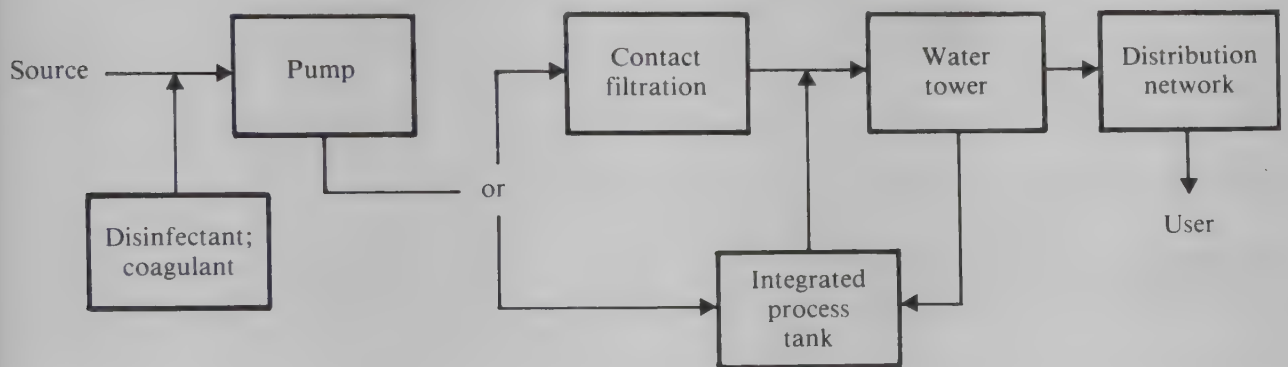 Source
Pump
Disinfectant;
coagulant
or
Contact
filtration
Integrated
process
tank
Water
tower
Distribution
network
User